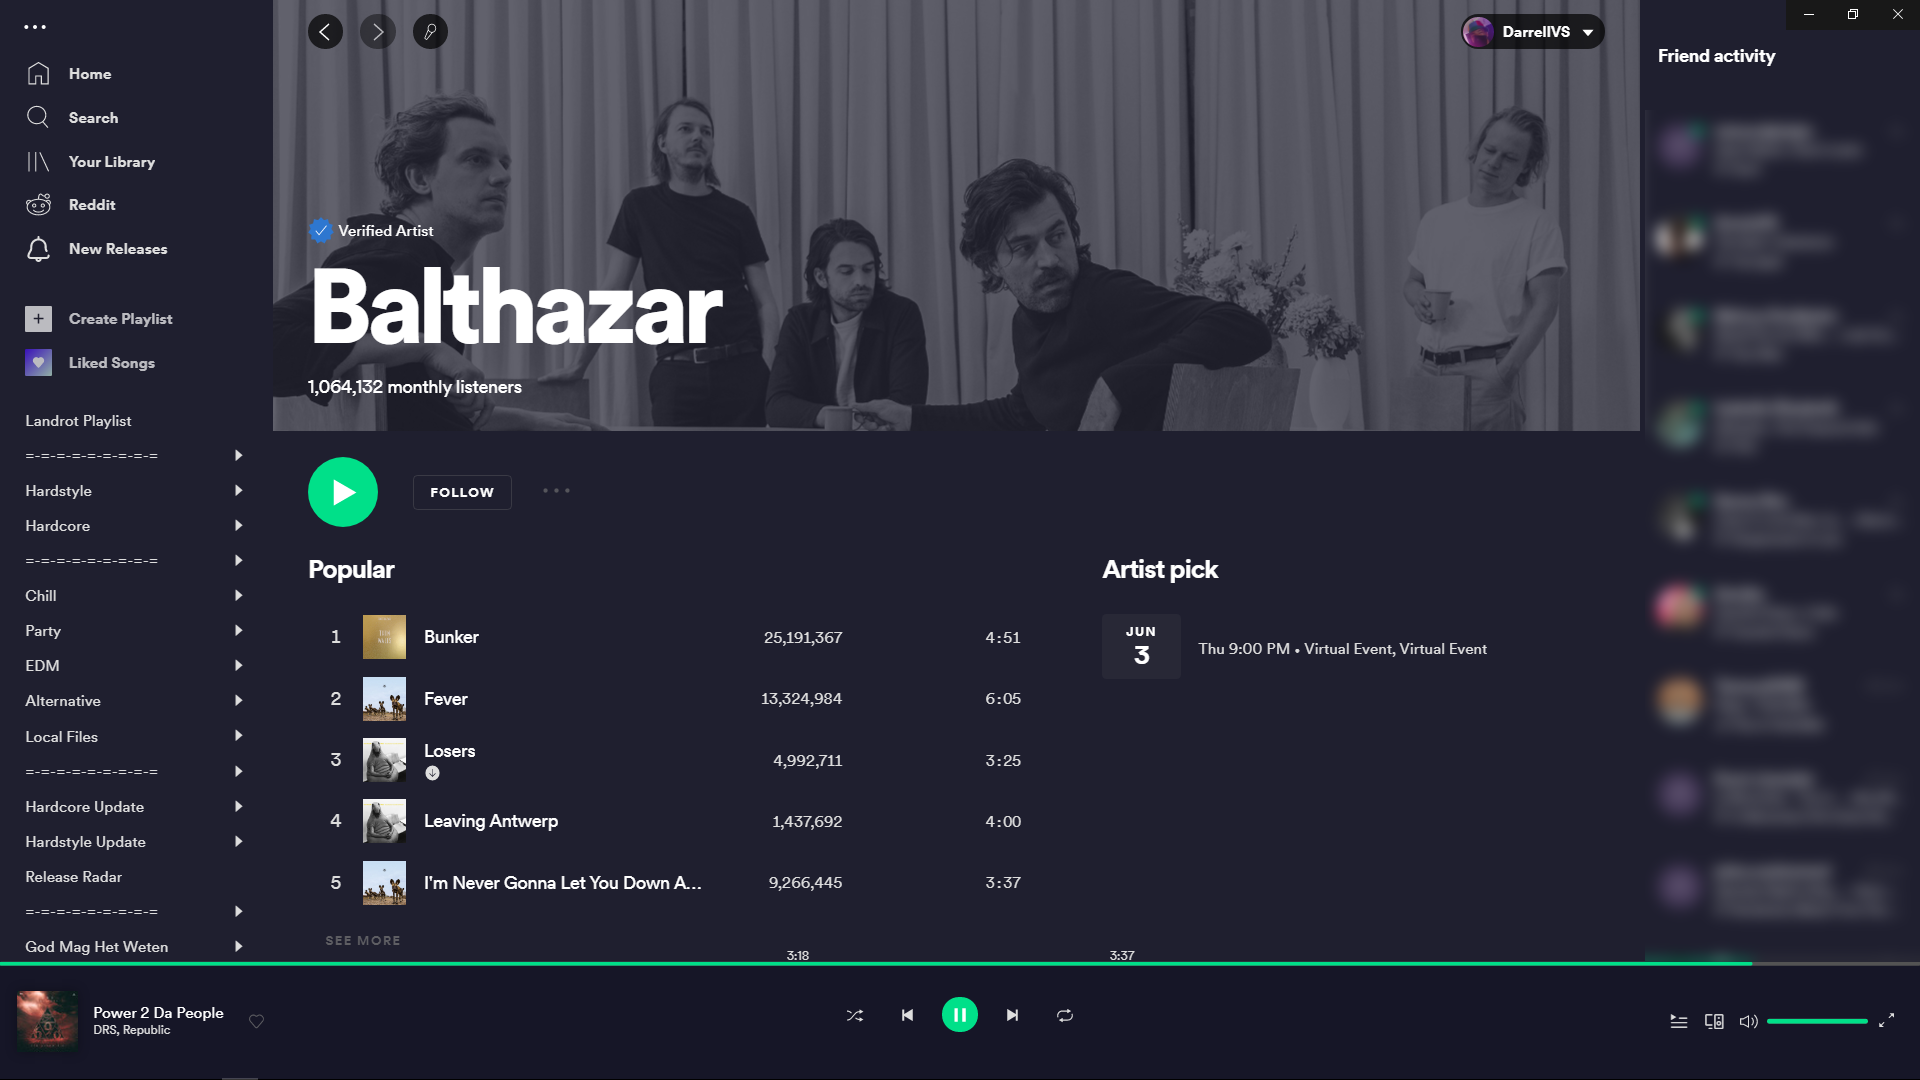 Home
Search
Your Library
Reddit
New Releases
Create Playlist
Liked Songs
Landrot Playlist
=-=-=-=-=-=-=-=-=
Hardstyle
Hardcore
=-=-=-=-=-=-=-=-=
Chill
Party
EDM
Alternative
Local Files
=-=-=-=-=-=-=-=-=
Hardcore Update
Hardstyle Update
Release Radar
=-=-=-=-=-=-=-=-=
God Mag Het Weten
DarrellVS
Verified Artist
Balthazar
1,064,132 monthly listeners
FOLLOW
Popular
1 Bunker 25,191,367 4:51
2 Fever 13,324,984 6:05
3 Losers 4,992,711 3:25
4 Leaving Antwerp 1,437,692 4:00
5 I'm Never Gonna Let You Down A... 9,266,445 3:37
SEE MORE
Artist pick
JUN
3
Thu 9:00 PM • Virtual Event, Virtual Event
Friend activity
3:18
3:37
Power 2 Da People
DRS, Republic